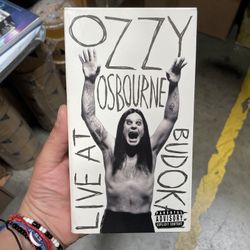 OZZY
OSBOURNE
LIVE AT
BUDOKAN
PARENTAL
ADVISORY
EXPLICIT CONTENT